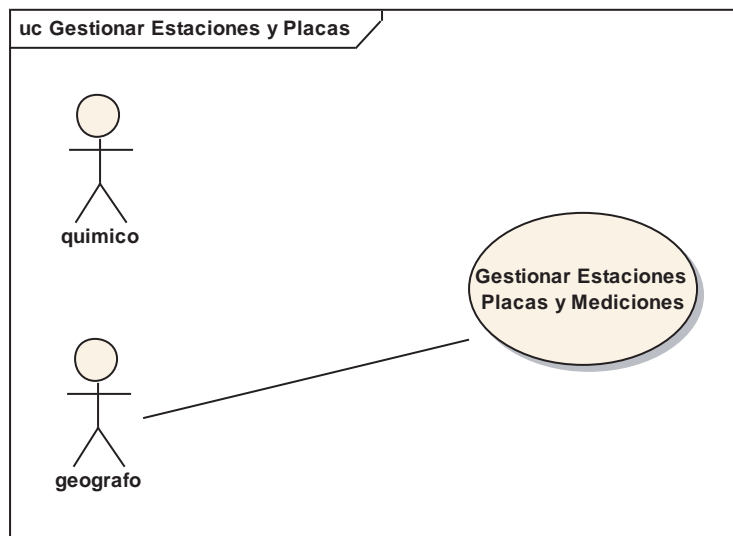 uc Gestionar Estaciones y Placas
quimico
Gestionar Estaciones
Placas y Mediciones
geografo